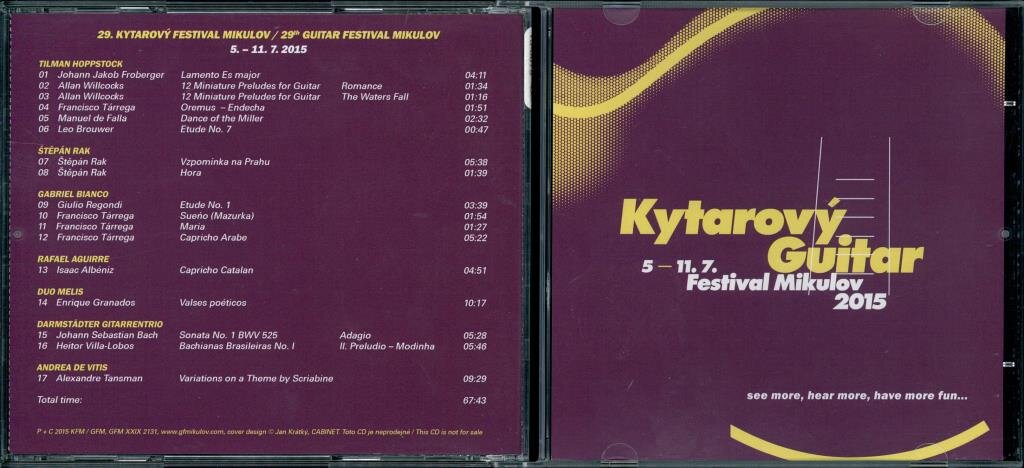 29. KYTAROVÝ FESTIVAL MIKULOV / 29th GUITAR FESTIVAL MIKULOV
5. – 11. 7. 2015
TILMAN HOPPSTOCK
01 Johann Jakob Froberger Lamento Es major 04:11
02 Allan Willcocks 12 Miniature Preludes for Guitar Romance 01:34
03 Allan Willcocks 12 Miniature Preludes for Guitar The Waters Fall 01:16
04 Francisco Tárrega Oremus – Endecha 01:51
05 Manuel de Falla Dance of the Miller 02:32
06 Leo Brouwer Etude No. 7 00:47
ŠTĚPÁN RAK
07 Štěpán Rak Vzpomínka na Prahu 05:38
08 Štěpán Rak Hora 01:39
GABRIEL BIANCO
09 Giulio Regondi Etude No. 1 03:39
10 Francisco Tárrega Sueño (Mazurka) 01:54
11 Francisco Tárrega Maria 01:27
12 Francisco Tárrega Capricho Arabe 05:22
RAFAEL AGUIRRE
13 Isaac Albéniz Capricho Catalan 04:51
DUO MELIS
14 Enrique Granados Valses poéticos 10:17
DARMSTÄDTER GITARRENTRIO
15 Johann Sebastian Bach Sonata No. 1 BWV 525 Adagio 05:28
16 Heitor Villa-Lobos Bachianas Brasileiras No. I II. Preludio – Modinha 05:46
ANDREA DE VITIS
17 Alexandre Tansman Variations on a Theme by Scriabine 09:29
Total time: 67:43
P + C 2015 KFM / GFM, GFM XXIX 2131, www.gfmikulov.com, cover design © Jan Krátký, CABINET. Toto CD je neprodejné / This CD is not for sale
Kytarový
Guitar
5 – 11. 7.
Festival Mikulov
2015
see more, hear more, have more fun...